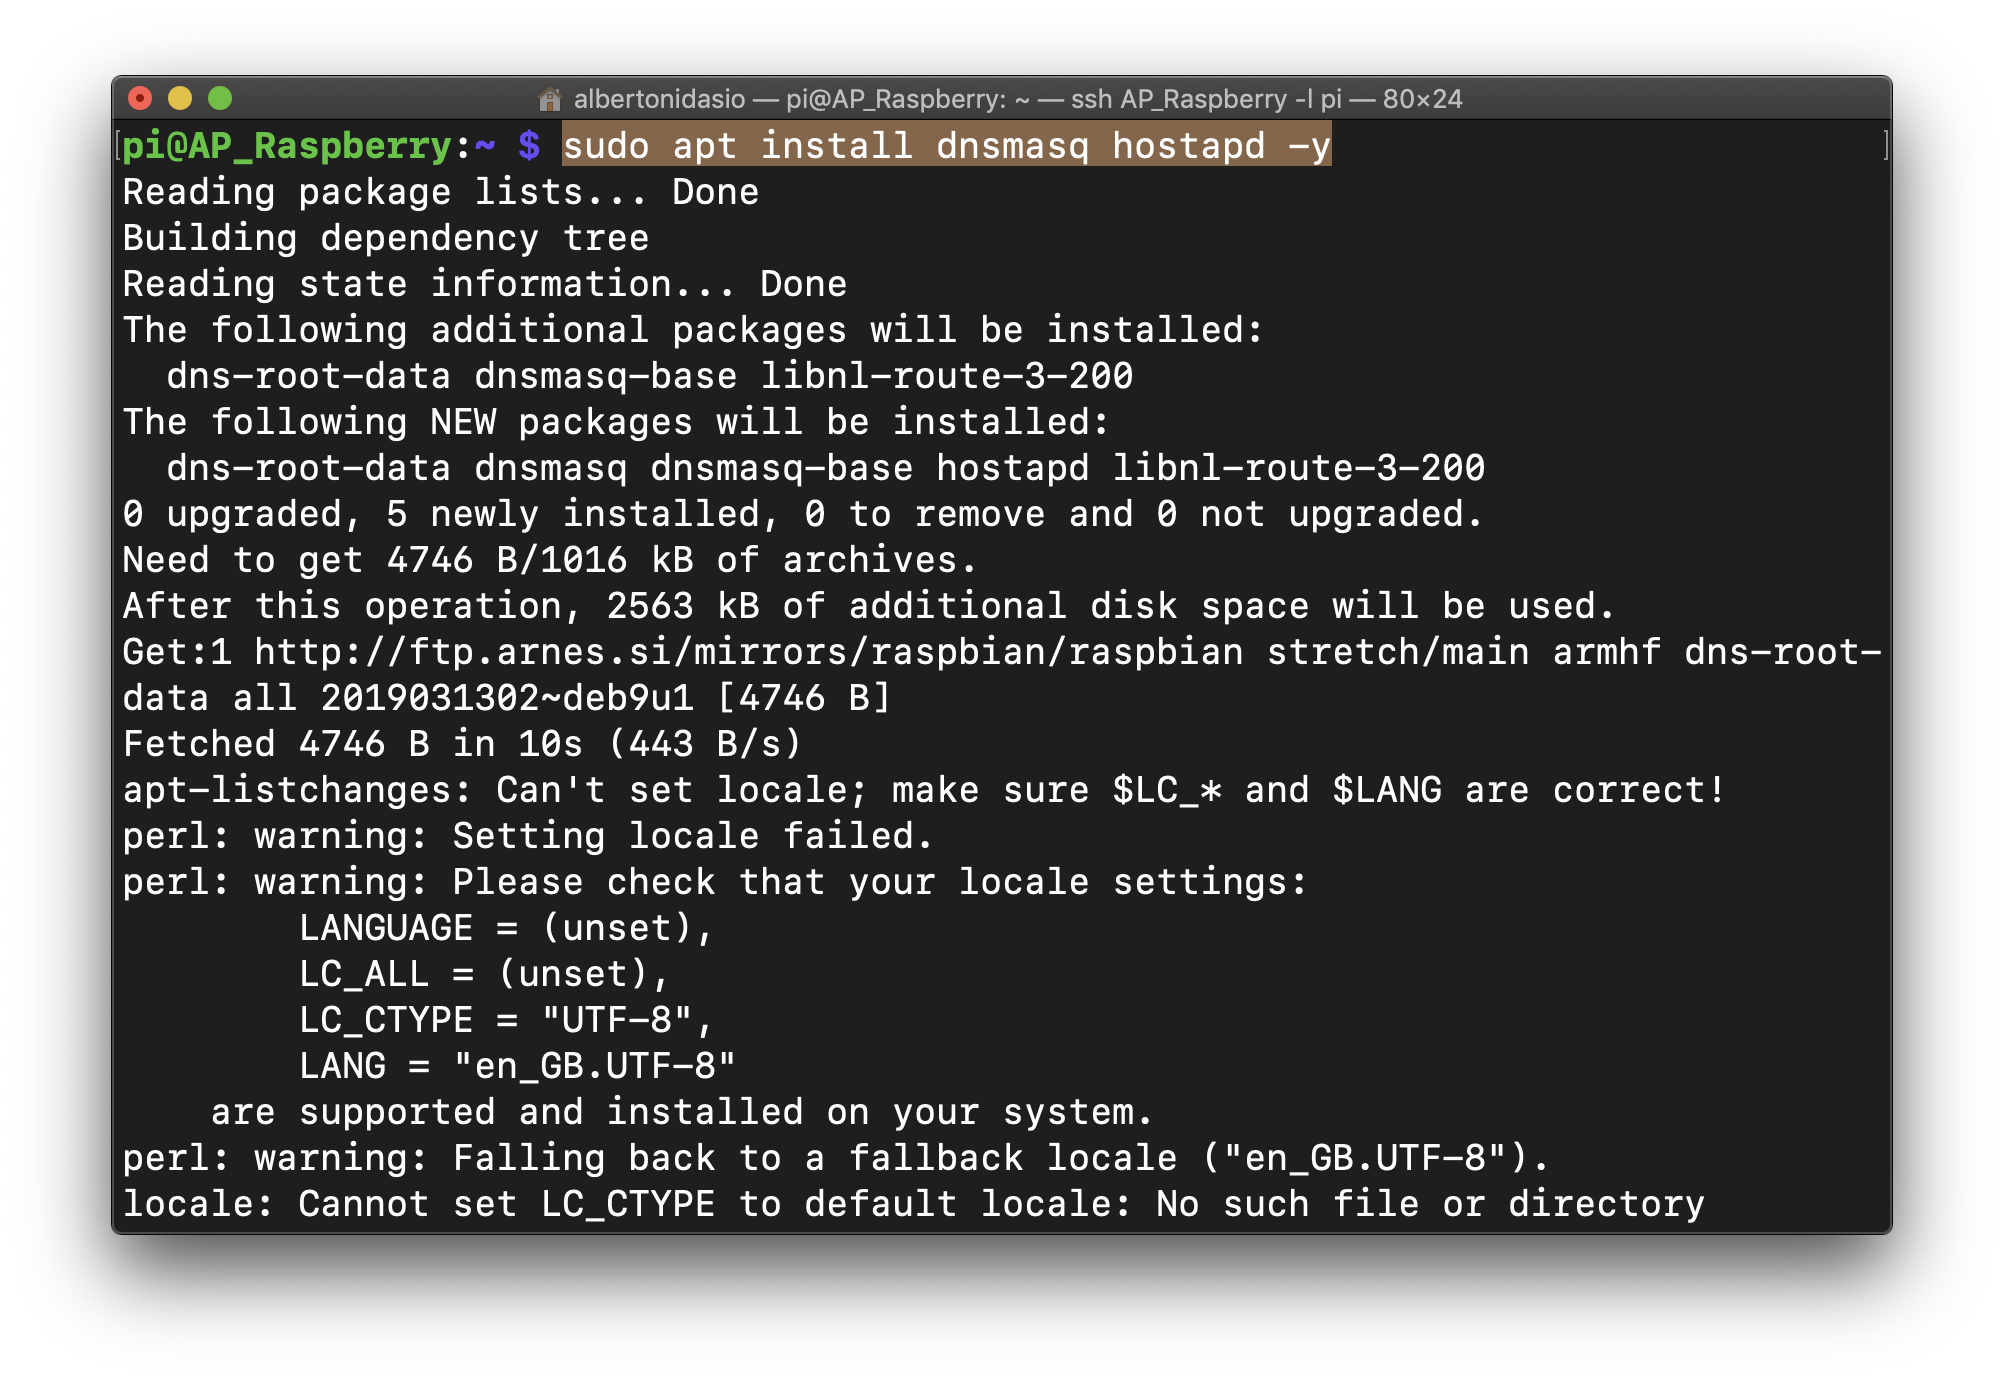 albertonidasio — pi@AP_Raspberry: ~ — ssh AP_Raspberry -l pi — 80×24
[pi@AP_Raspberry:~ $ sudo apt install dnsmasq hostapd -y ]
Reading package lists... Done
Building dependency tree
Reading state information... Done
The following additional packages will be installed:
  dns-root-data dnsmasq-base libnl-route-3-200
The following NEW packages will be installed:
  dns-root-data dnsmasq dnsmasq-base hostapd libnl-route-3-200
0 upgraded, 5 newly installed, 0 to remove and 0 not upgraded.
Need to get 4746 B/1016 kB of archives.
After this operation, 2563 kB of additional disk space will be used.
Get:1 http://ftp.arnes.si/mirrors/raspbian/raspbian stretch/main armhf dns-root-
data all 2019031302~deb9u1 [4746 B]
Fetched 4746 B in 10s (443 B/s)
apt-listchanges: Can't set locale; make sure $LC_* and $LANG are correct!
perl: warning: Setting locale failed.
perl: warning: Please check that your locale settings:
        LANGUAGE = (unset),
        LC_ALL = (unset),
        LC_CTYPE = "UTF-8",
        LANG = "en_GB.UTF-8"
    are supported and installed on your system.
perl: warning: Falling back to a fallback locale ("en_GB.UTF-8").
locale: Cannot set LC_CTYPE to default locale: No such file or directory